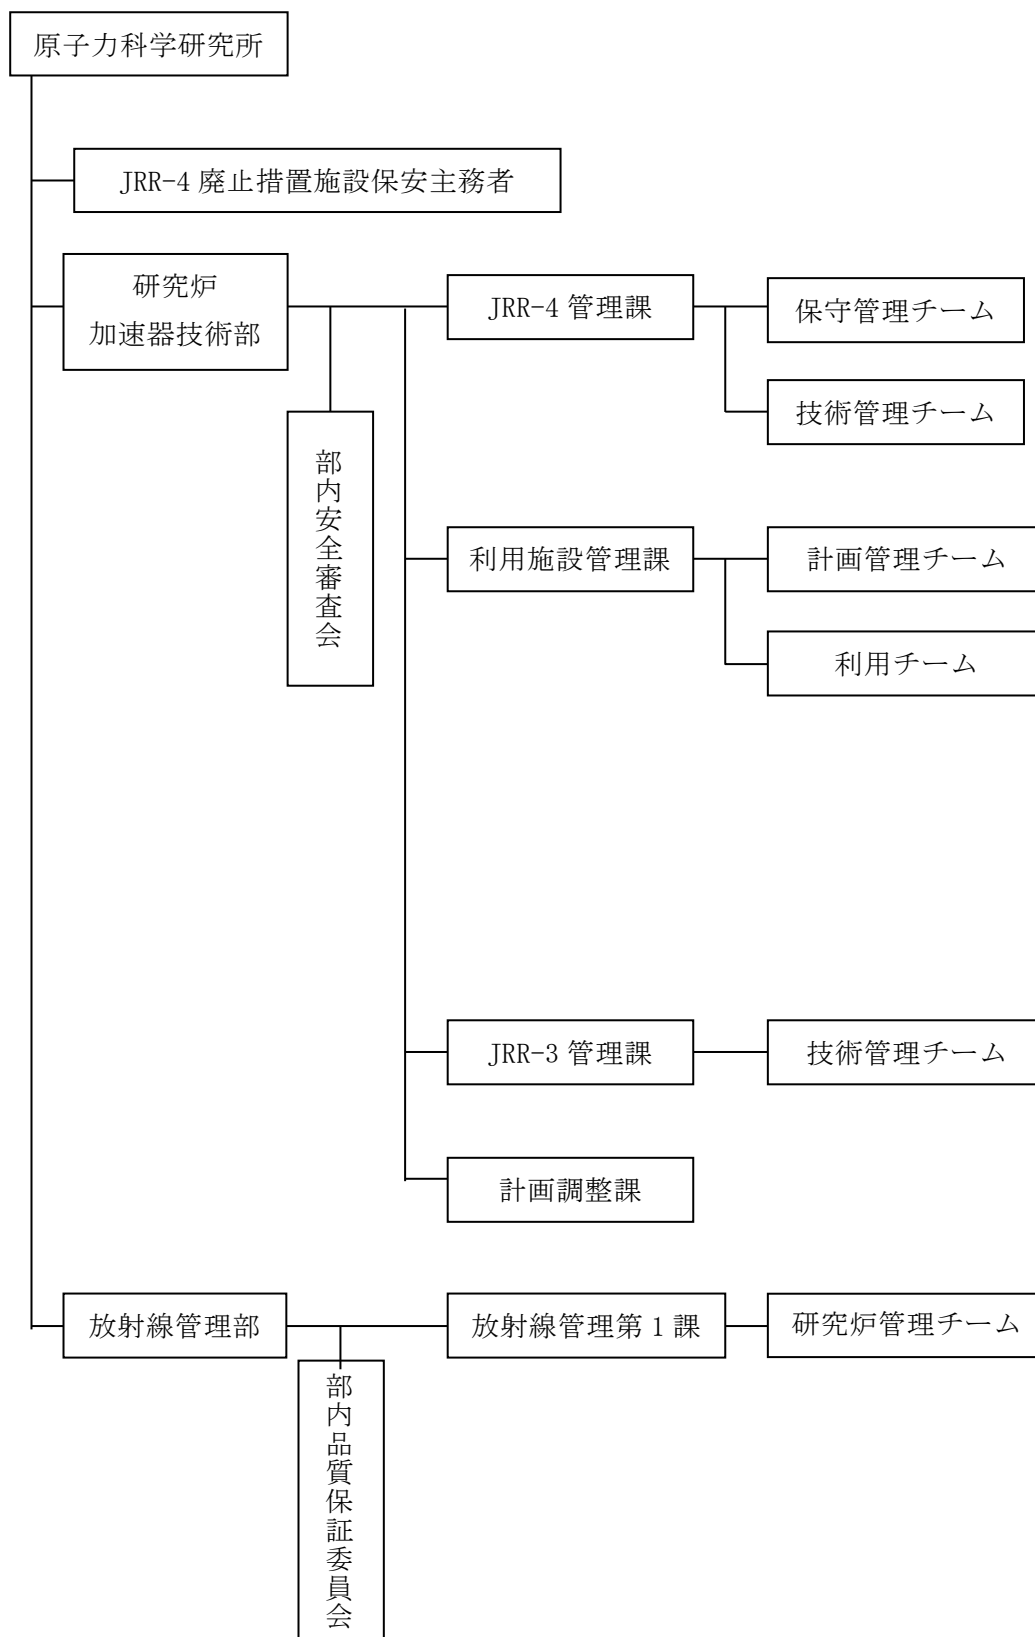 原子力科学研究所
JRR-4 廃止措置施設保安主務者
研究炉
加速器技術部
JRR-4 管理課
保守管理チーム
技術管理チーム
部内安全審査会
利用施設管理課
計画管理チーム
利用チーム
JRR-3 管理課
技術管理チーム
計画調整課
放射線管理部
放射線管理第 1 課
研究炉管理チーム
部内品質保証委員会